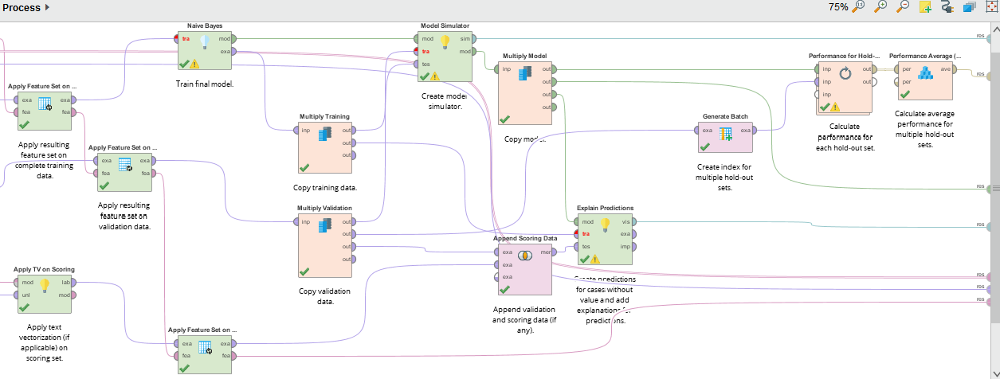 Process
75%
Naive Bayes
tra
mod
exa
Train final model.
Model Simulator
mod
tra
tes
sim
mod
Create model
simulator.
Multiply Model
inp
out
out
out
out
Copy
Performance for Hold-...
inp
inp
inp
out
out
Calculate
performance for
each hold-out set.
Performance Average (...
per
per
ave
Calculate average
performance for
multiple hold-out
sets.
res
res
Apply Feature Set on ...
exa
fea
exa
fea
Apply resulting
feature set on
complete training
data.
Multiply Training
inp
out
out
out
Copy training data.
Generate Batch
exa
exa
Create index for
multiple hold-out
sets.
Apply Feature Set on ...
exa
fea
exa
fea
Apply resulting
feature set on
validation data.
res
Multiply Validation
inp
out
out
out
out
Copy validation
data.
Explain Predictions
mod
tra
tes
vis
exa
imp
Create predictions
for cases without
value and add
explanations for
predictions.
res
Append Scoring Data
exa
exa
exa
mer
Append validation
and scoring data (if
any).
Apply TV on Scoring
mod
unl
lab
mod
Apply text
vectorization (if
applicable) on
scoring set.
res
res
res
Apply Feature Set on ...
exa
fea
exa
fea